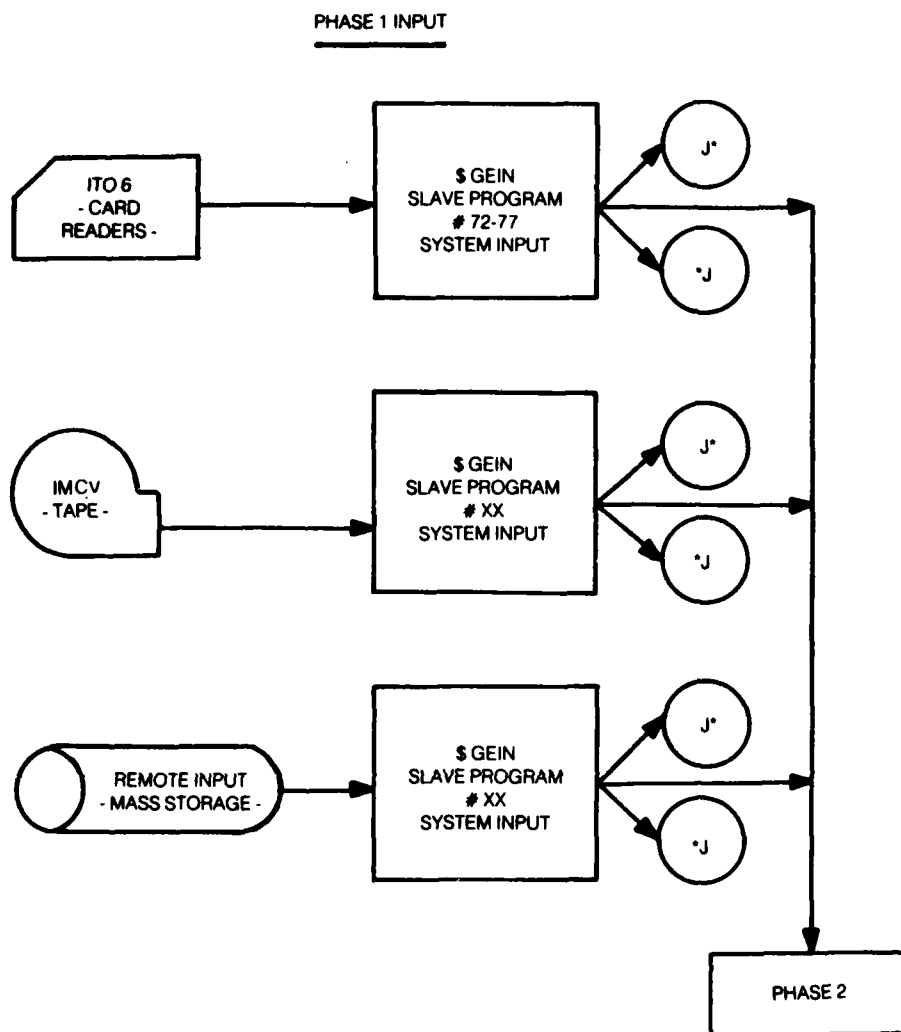 PHASE 1 INPUT
ITO 6
- CARD
READERS -
$ GEIN
SLAVE PROGRAM
# 72-77
SYSTEM INPUT
J*
*J
IMCV
- TAPE -
$ GEIN
SLAVE PROGRAM
# XX
SYSTEM INPUT
J*
*J
REMOTE INPUT
- MASS STORAGE -
$ GEIN
SLAVE PROGRAM
# XX
SYSTEM INPUT
J*
*J
PHASE 2